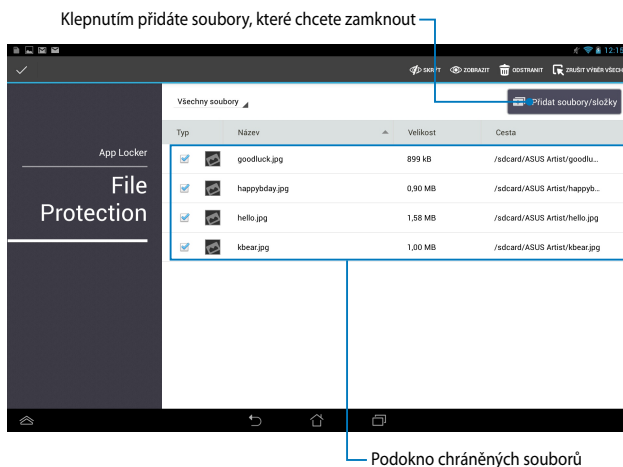 Klepnutím přidáte soubory, které chcete zamknout
12:15
SKRÝT ZOBRAZIT ODSTRANIT ZRUŠIT VÝBĚR VŠECH
Všechny soubory
Přidat soubory/složky
Typ Název Velikost Cesta
App Locker
File
Protection
goodluck.jpg 899 kB /sdcard/ASUS Artist/goodlu...
happybday.jpg 0,90 MB /sdcard/ASUS Artist/happyb...
hello.jpg 1,58 MB /sdcard/ASUS Artist/hello.jpg
kbear.jpg 1,00 MB /sdcard/ASUS Artist/kbear.jpg
Podokno chráněných souborů